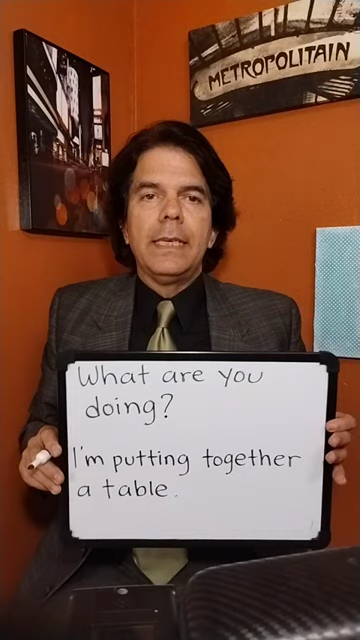 METROPOLITAIN
What are you
doing?
I'm putting together
a table.